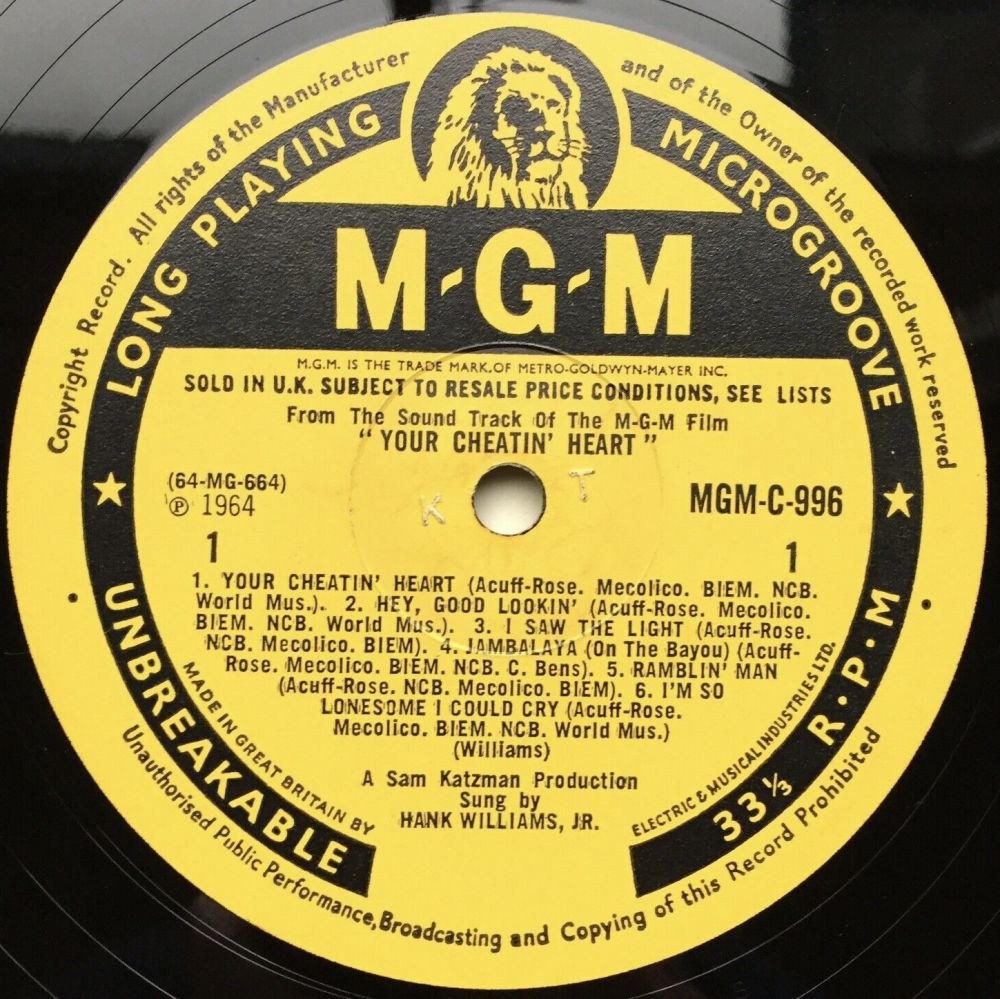 Copyright Record. All rights of the Manufacturer and of the Owner of the recorded work reserved
LONG PLAYING MICROGROOVE
M-G-M
M.G.M. IS THE TRADE MARK.OF METRO-GOLDWYN-MAYER INC.
SOLD IN U.K. SUBJECT TO RESALE PRICE CONDITIONS, SEE LISTS
From The Sound Track Of The M-G-M Film
"YOUR CHEATIN' HEART"
(64-MG-664)
℗ 1964
MGM-C-996
K T
1 1
1. YOUR CHEATIN' HEART (Acuff-Rose. Mecolico. BIEM. NCB.
World Mus.). 2. HEY, GOOD LOOKIN' (Acuff-Rose. Mecolico.
BIEM. NCB. World Mus.). 3. I SAW THE LIGHT (Acuff-Rose.
NCB. Mecolico. BIEM). 4. JAMBALAYA (On The Bayou) (Acuff-
Rose. Mecolico. BIEM. NCB. C. Bens). 5. RAMBLIN' MAN
(Acuff-Rose. NCB. Mecolico. BIEM). 6. I'M SO
LONESOME I COULD CRY (Acuff-Rose.
Mecolico. BIEM. NCB. World Mus.)
(Williams)
A Sam Katzman Production
Sung by
HANK WILLIAMS, JR.
MADE IN GREAT BRITAIN BY
ELECTRIC & MUSICAL INDUSTRIES LTD.
UNBREAKABLE
33⅓ R.P.M
Unauthorised Public Performance, Broadcasting and Copying of this Record Prohibited